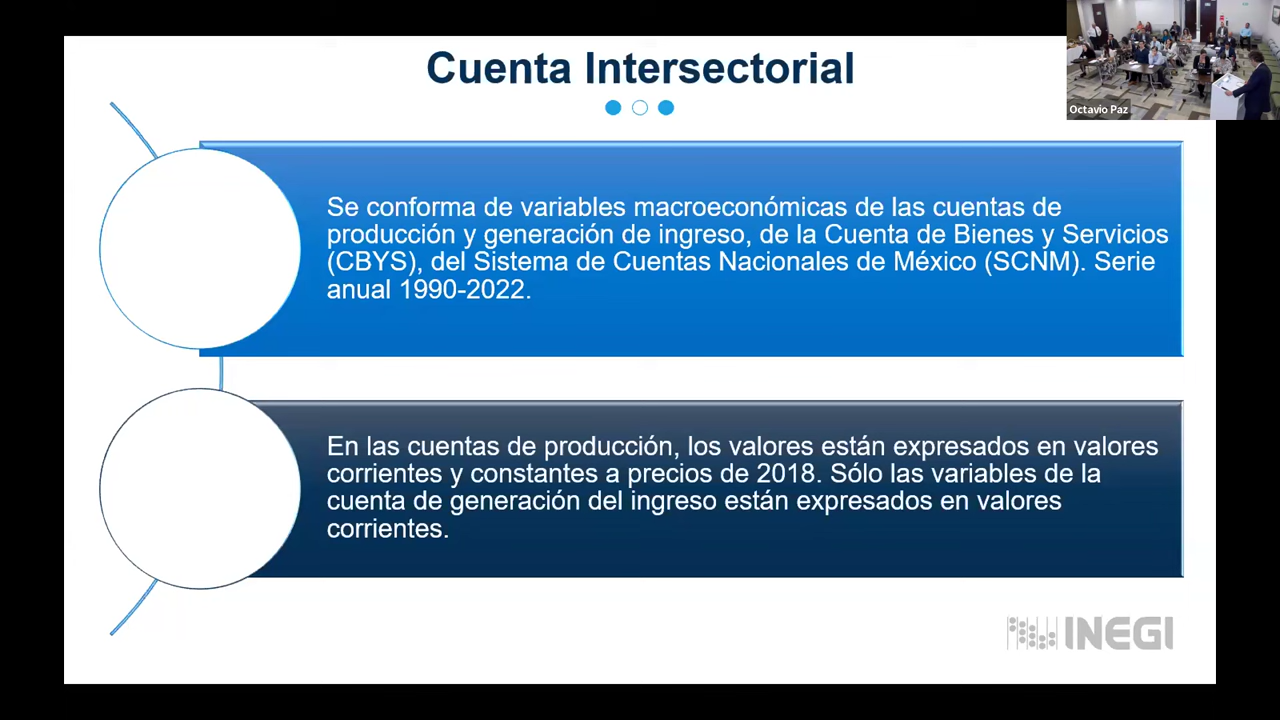 Cuenta Intersectorial
Octavio Paz
Se conforma de variables macroeconómicas de las cuentas de
producción y generación de ingreso, de la Cuenta de Bienes y Servicios
(CBYS), del Sistema de Cuentas Nacionales de México (SCNM). Serie
anual 1990-2022.
En las cuentas de producción, los valores están expresados en valores
corrientes y constantes a precios de 2018. Sólo las variables de la
cuenta de generación del ingreso están expresados en valores
corrientes.
INEGI